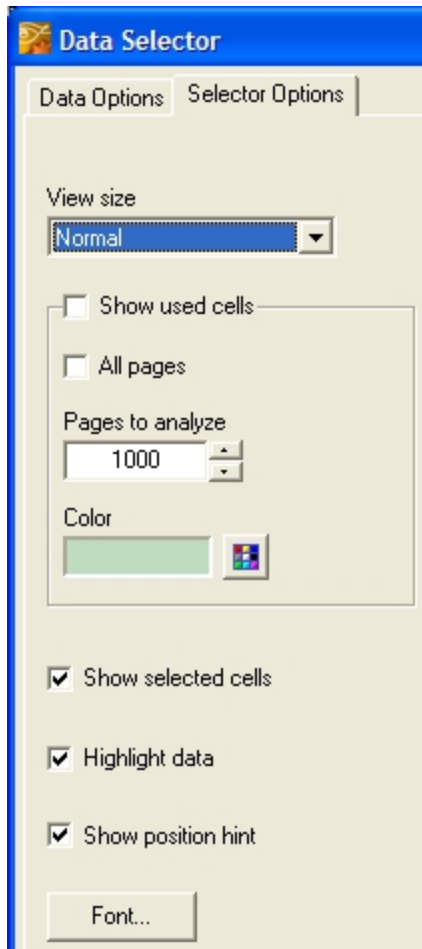 Data Selector
Data Options Selector Options
View size
Normal
Show used cells
All pages
Pages to analyze
1000
Color
Show selected cells
Highlight data
Show position hint
Font...